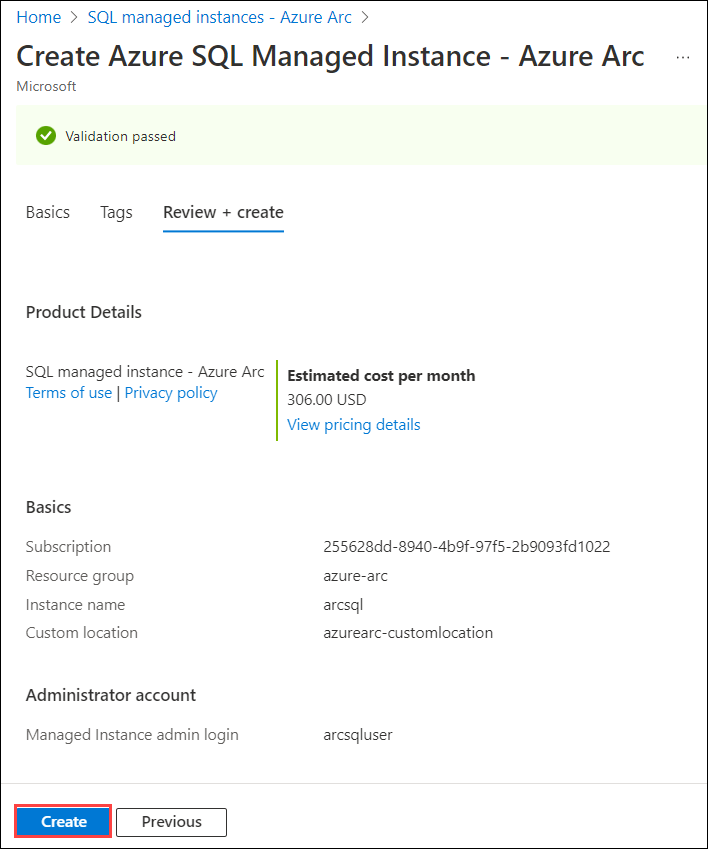 Home > SQL managed instances - Azure Arc >
Create Azure SQL Managed Instance - Azure Arc ...
Microsoft
Validation passed
Basics Tags Review + create
Product Details
SQL managed instance - Azure Arc
Terms of use | Privacy policy
Estimated cost per month
306.00 USD
View pricing details
Basics
Subscription 255628dd-8940-4b9f-97f5-2b9093fd1022
Resource group azure-arc
Instance name arcsql
Custom location azurearc-customlocation
Administrator account
Managed Instance admin login arcsqluser
Create Previous